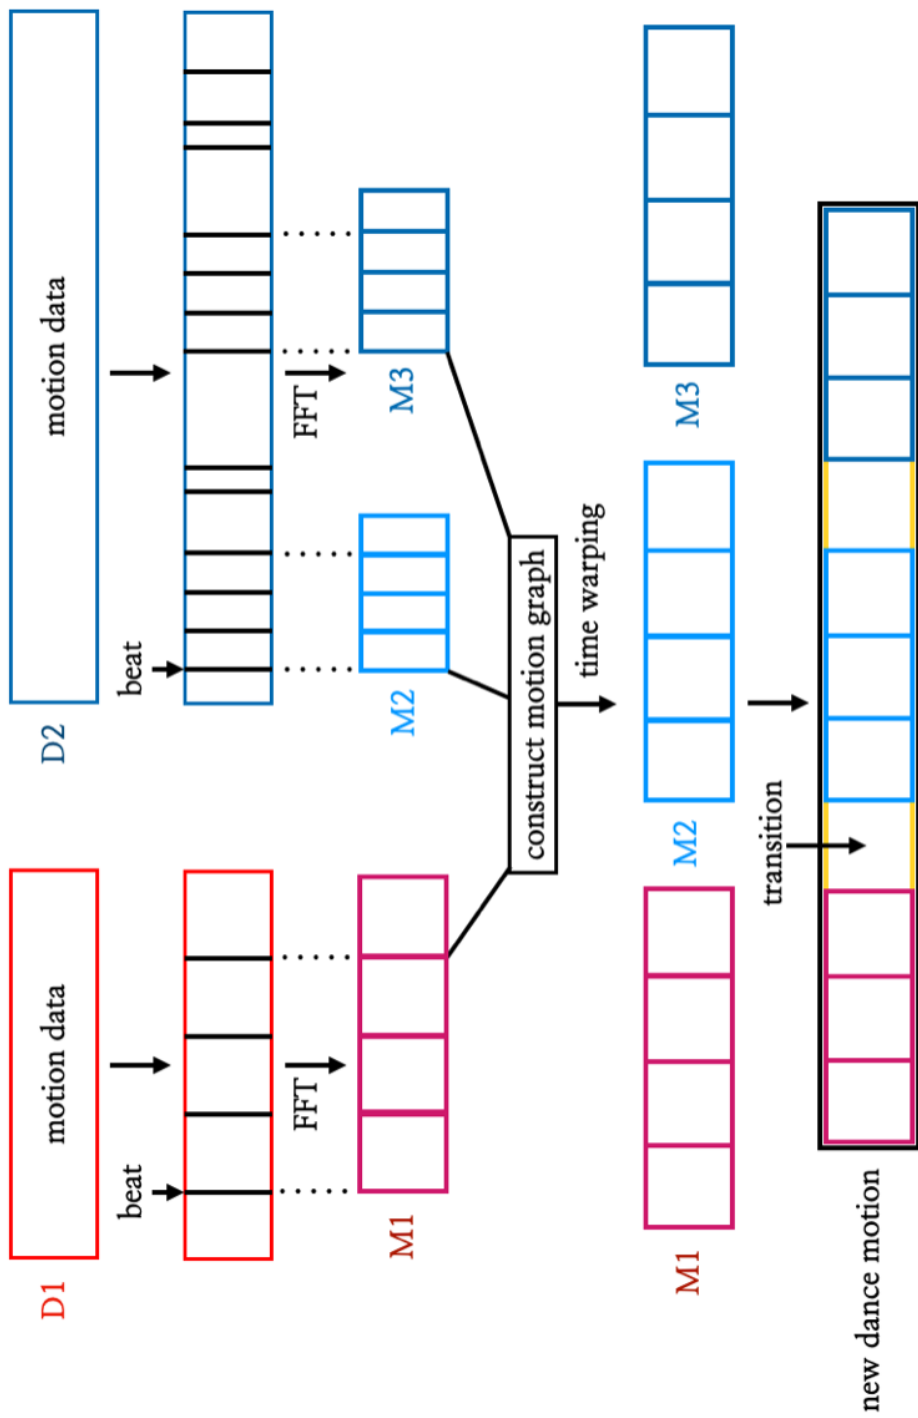 D1
motion data
D2
motion data
beat
beat
FFT
FFT
M1
M2
M3
construct motion graph
time warping
M1
M2
M3
transition
new dance motion